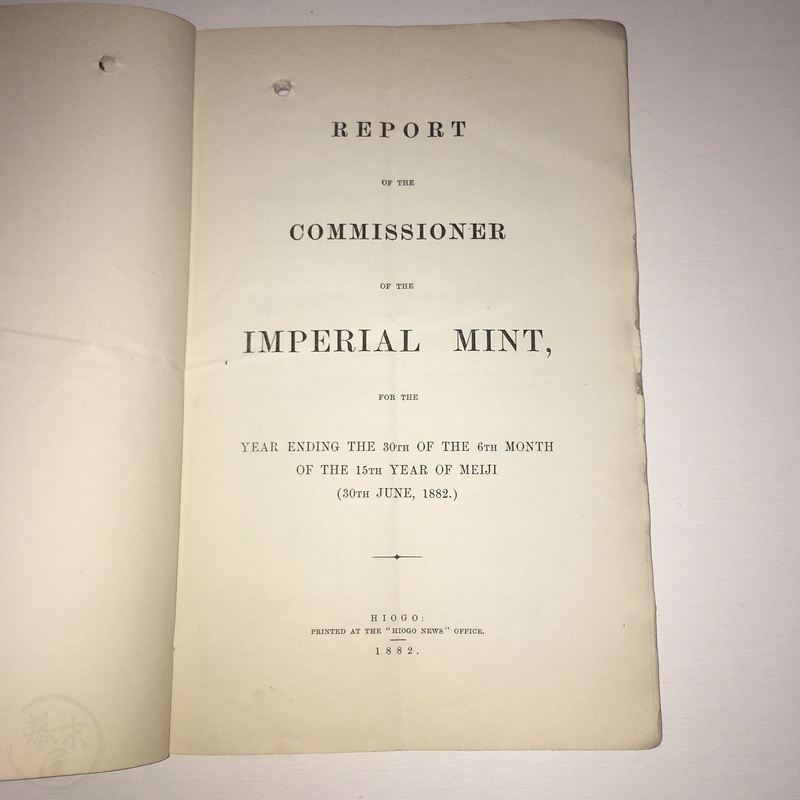 REPORT
OF THE
COMMISSIONER
OF THE
IMPERIAL MINT,
FOR THE
YEAR ENDING THE 30TH OF THE 6TH MONTH
OF THE 15TH YEAR OF MEIJI
(30TH JUNE, 1882.)
HIOGO:
PRINTED AT THE "HIOGO NEWS" OFFICE.
1882.